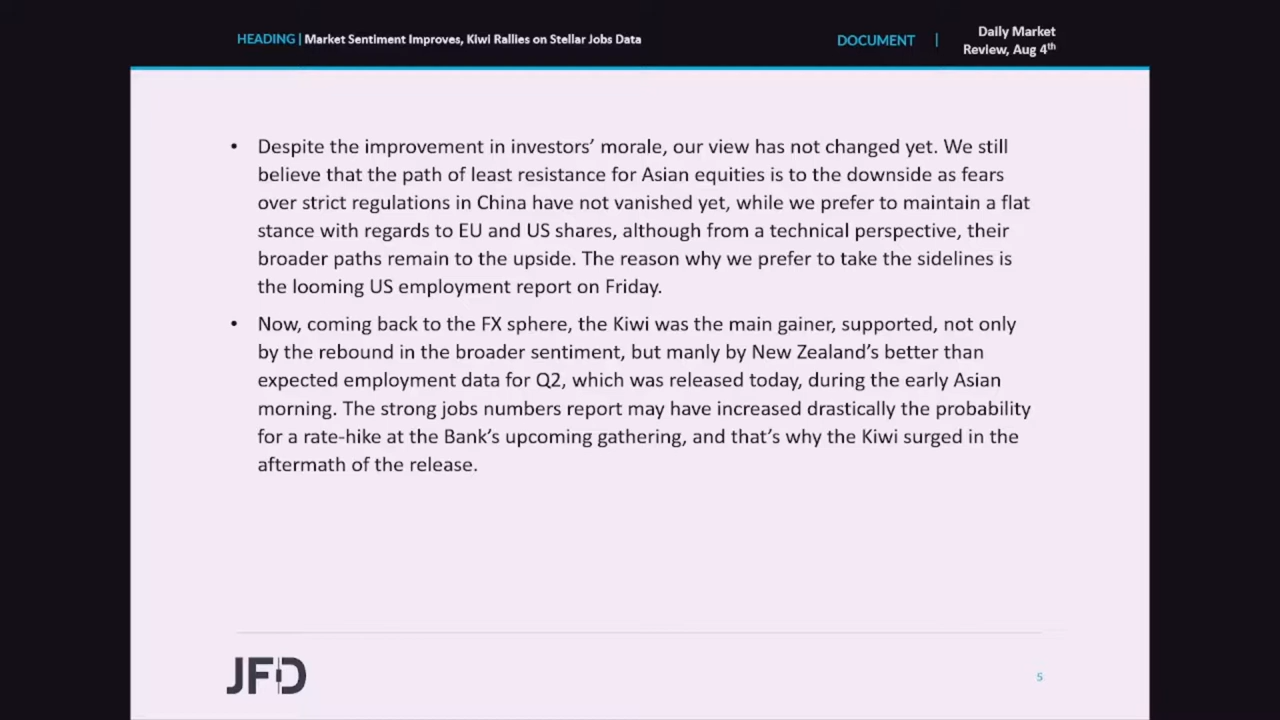 HEADING | Market Sentiment Improves, Kiwi Rallies on Stellar Jobs Data
DOCUMENT | Daily Market
Review, Aug 4th
• Despite the improvement in investors’ morale, our view has not changed yet. We still
believe that the path of least resistance for Asian equities is to the downside as fears
over strict regulations in China have not vanished yet, while we prefer to maintain a flat
stance with regards to EU and US shares, although from a technical perspective, their
broader paths remain to the upside. The reason why we prefer to take the sidelines is
the looming US employment report on Friday.
• Now, coming back to the FX sphere, the Kiwi was the main gainer, supported, not only
by the rebound in the broader sentiment, but manly by New Zealand’s better than
expected employment data for Q2, which was released today, during the early Asian
morning. The strong jobs numbers report may have increased drastically the probability
for a rate-hike at the Bank’s upcoming gathering, and that’s why the Kiwi surged in the
aftermath of the release.
JFD
5